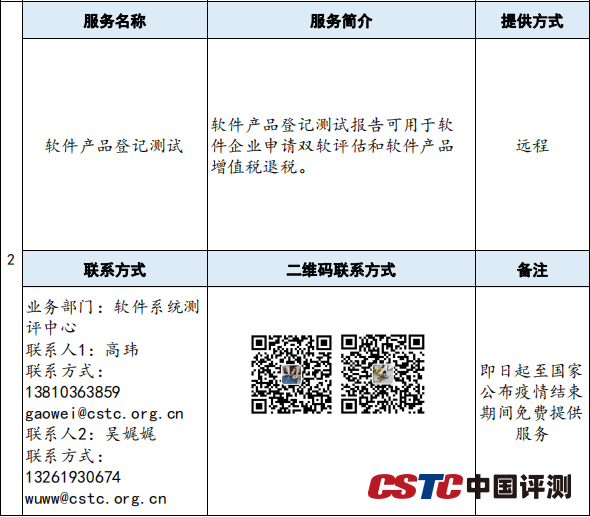 服务名称 服务简介 提供方式
软件产品登记测试
软件产品登记测试报告可用于软
件企业申请双软评估和软件产品
增值税退税。
远程
2
联系方式 二维码联系方式 备注
业务部门：软件系统测
评中心
联系人1：高玮
联系方式：
13810363859
gaowei@cstc.org.cn
联系人2：吴娓娓
联系方式：
13261930674
wuww@cstc.org.cn
即日起至国家
公布疫情结束
期间免费提供
服务
CSTC中国评测